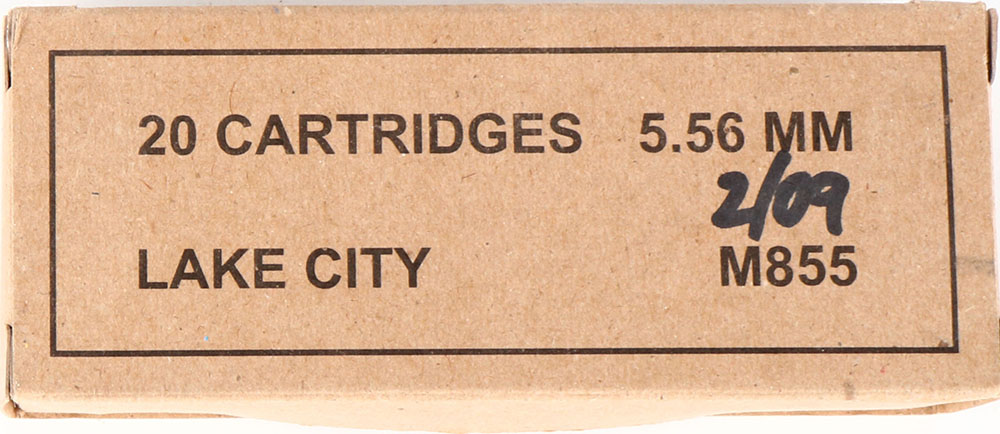 20 CARTRIDGES 5.56 MM
2/09
LAKE CITY M855